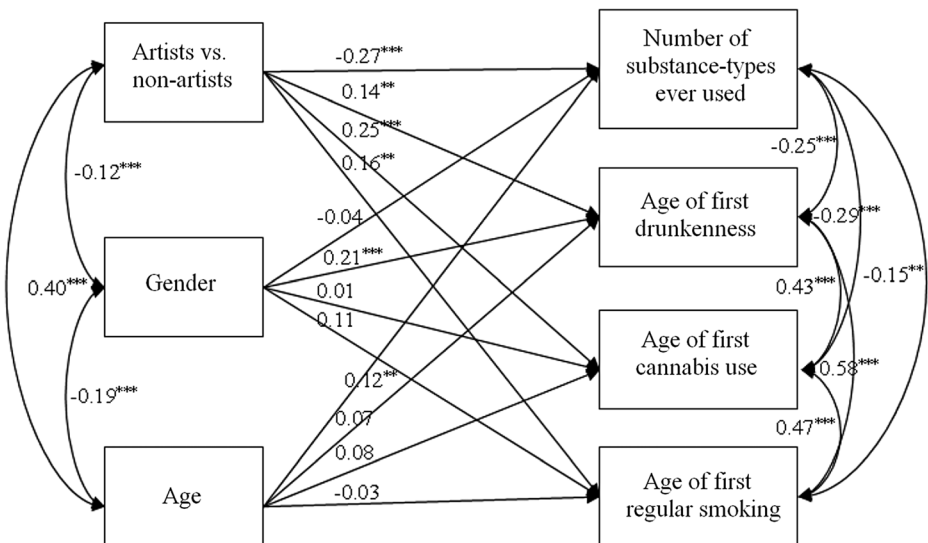 Artists vs.
non-artists
Gender
Age
-0.12***
0.40***
-0.19***
-0.27***
0.14**
0.25***
0.16**
-0.04
0.21***
0.01
0.11
0.12**
0.07
0.08
-0.03
Number of
substance-types
ever used
Age of first
drunkenness
Age of first
cannabis use
Age of first
regular smoking
-0.25***
-0.29***
-0.15**
0.43***
0.58***
0.47***